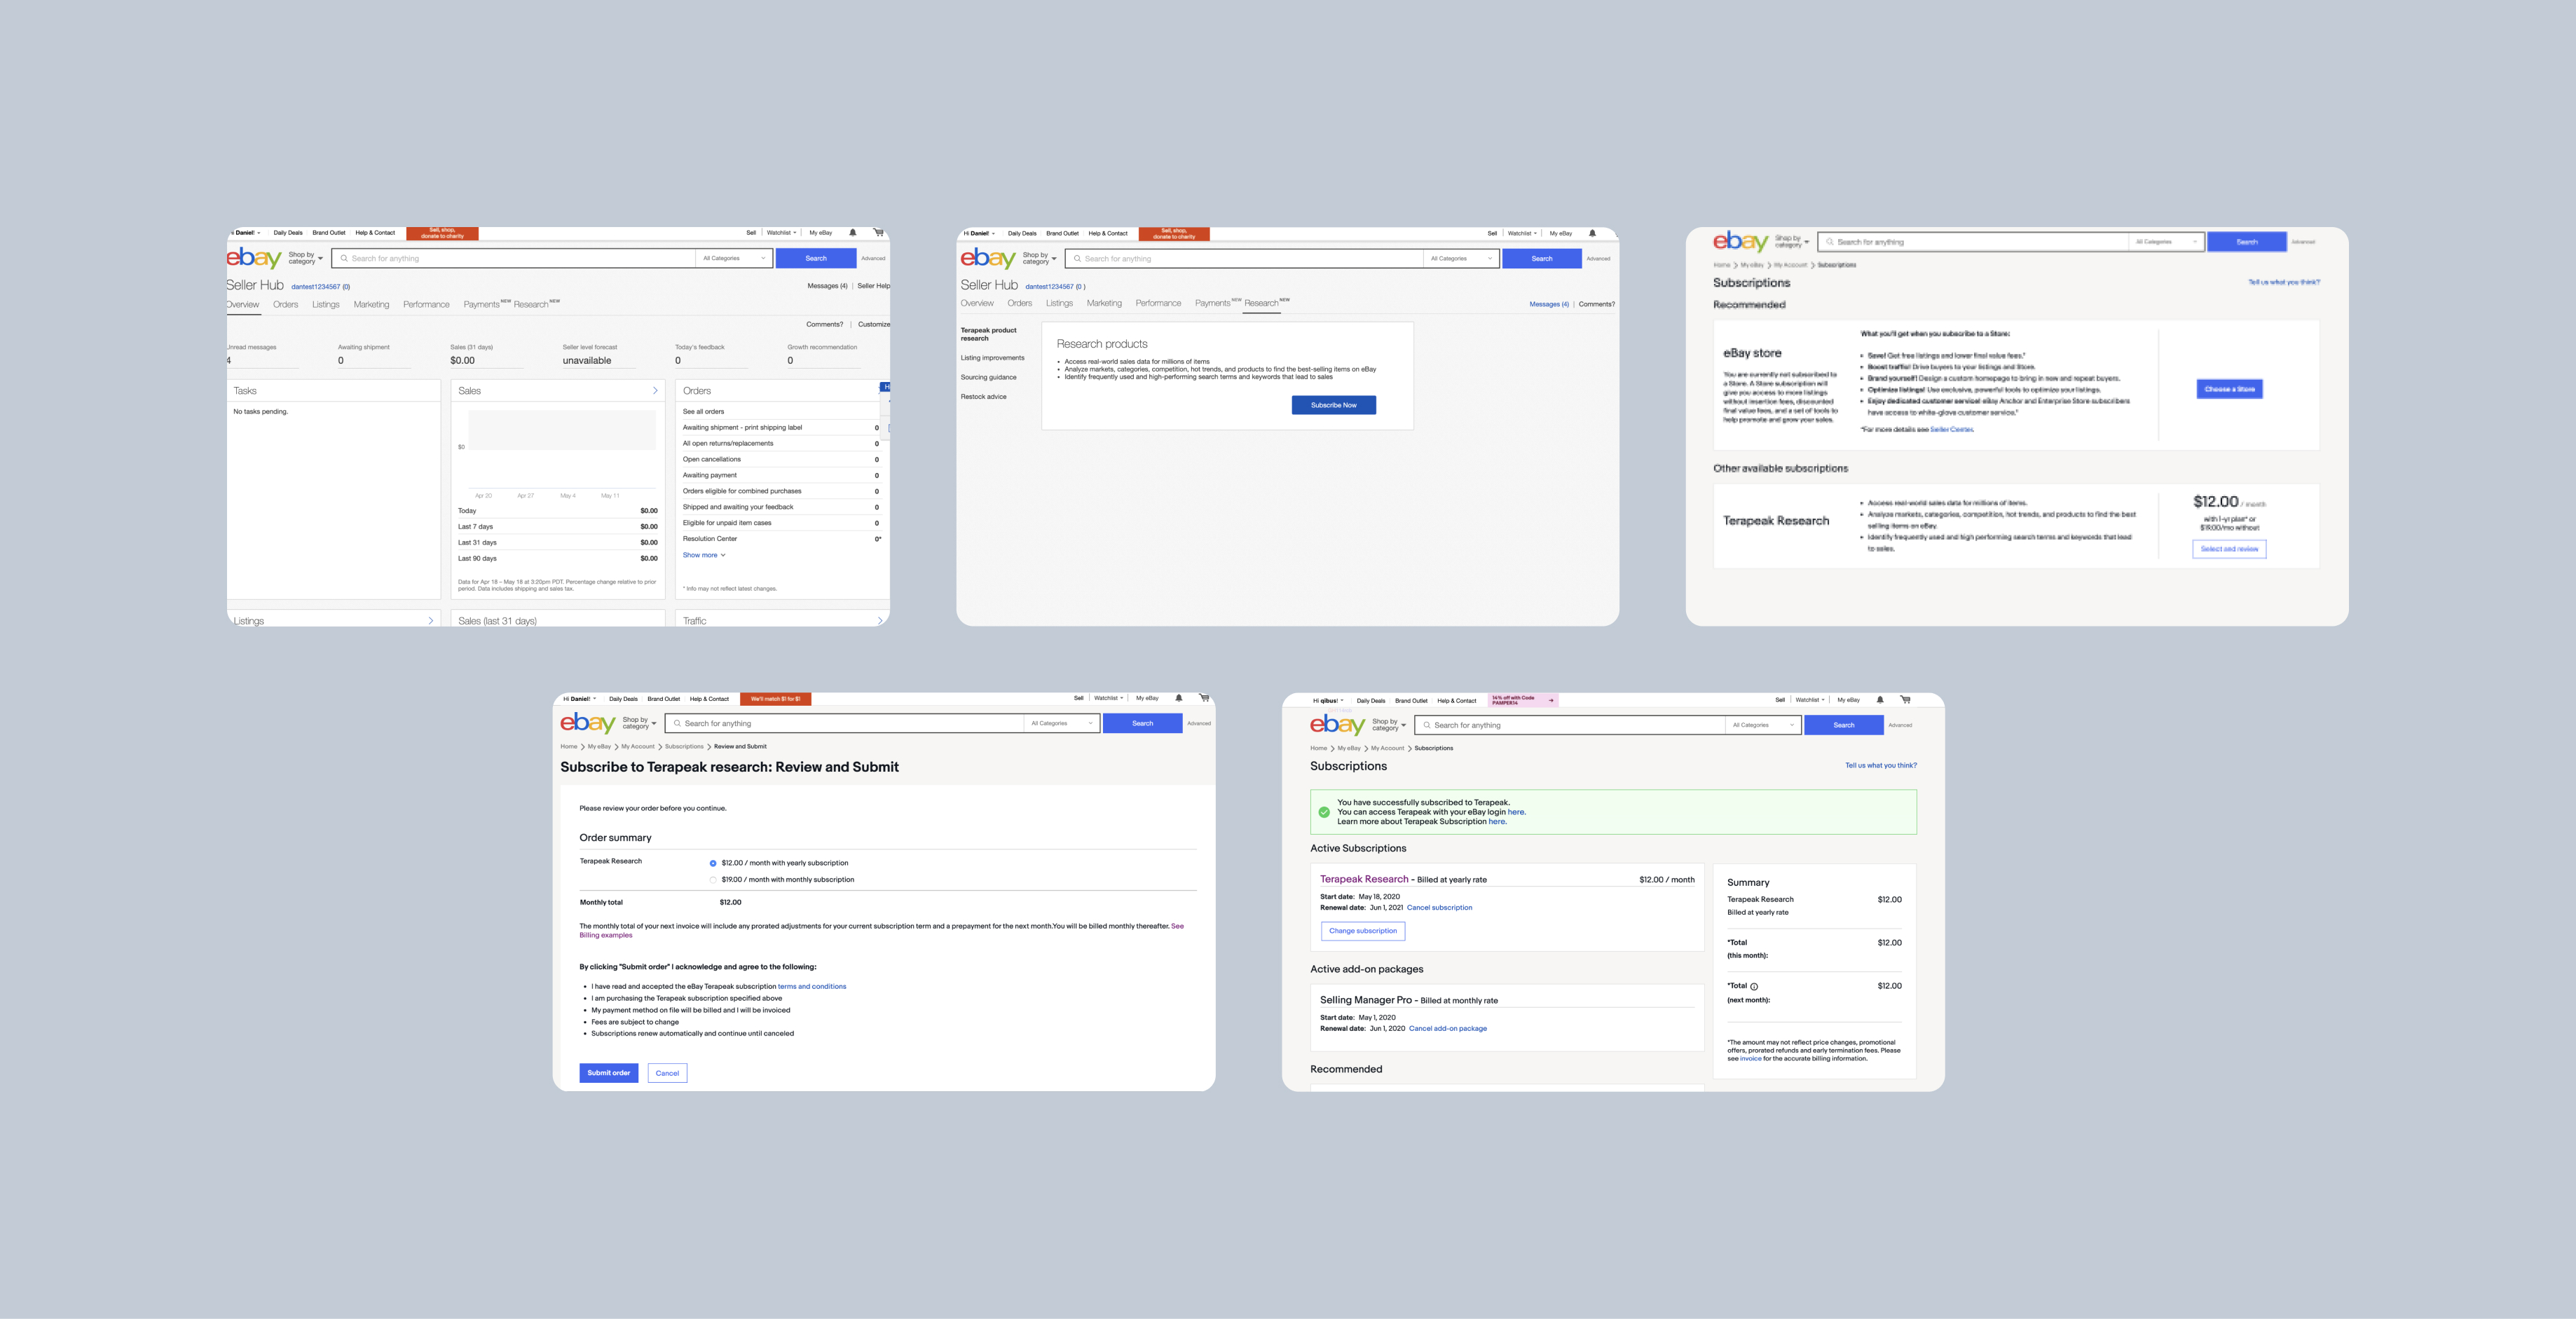 Hi Daniel! Daily Deals Brand Outlet Help & Contact Sell, shop, donate to charity Sell Watchlist My eBay
ebay Shop by category Search for anything All Categories Search Advanced
Seller Hub dantest1234567 (0) Messages (4) | Seller Help
Overview Orders Listings Marketing Performance Payments NEW Research NEW
Comments? | Customize
Unread messages Awaiting shipment Sales (31 days) Seller level forecast Today's feedback Growth recommendation
4 0 $0.00 unavailable 0 0
Tasks
No tasks pending.
Sales
$0
Apr 20 Apr 27 May 4 May 11
Today $0.00
Last 7 days $0.00
Last 31 days $0.00
Last 90 days $0.00
Data for Apr 18 – May 18 at 3:20pm PDT. Percentage change relative to prior
period. Data includes shipping and sales tax.
Orders
See all orders
Awaiting shipment - print shipping label 0
All open returns/replacements 0
Open cancellations 0
Awaiting payment 0
Orders eligible for combined purchases 0
Shipped and awaiting your feedback 0
Eligible for unpaid item cases 0
Resolution Center 0*
Show more
* Info may not reflect latest changes.
H
Listings
Sales (last 31 days)
Traffic
Hi Daniel! Daily Deals Brand Outlet Help & Contact Sell, shop, donate to charity Sell Watchlist My eBay
ebay Shop by category Search for anything All Categories Search Advanced
Seller Hub dantest1234567 (0 )
Overview Orders Listings Marketing Performance Payments NEW Research NEW Messages (4) | Comments?
Terapeak product
research
Listing improvements
Sourcing guidance
Restock advice
Research products
• Access real-world sales data for millions of items
• Analyze markets, categories, competition, hot trends, and products to find the best-selling items on eBay
• Identify frequently used and high-performing search terms and keywords that lead to sales
Subscribe Now
ebay Shop by category Search for anything All Categories Search Advanced
Home > My eBay > My Account > Subscriptions
Subscriptions Tell us what you think?
Recommended
eBay store
You are currently not subscribed to
a Store. A Store subscription will
give you access to more listings
without insertion fees, discounted
final value fees, and a set of tools to
help promote and grow your sales.
What you'll get when you subscribe to a Store:
• Save! Get free listings and lower final value fees.*
• Boost traffic! Drive buyers to your listings and Store.
• Brand yourself! Design a custom homepage to bring in new and repeat buyers.
• Optimize listings! Use exclusive, powerful tools to optimize your listings.
• Enjoy dedicated customer service! eBay Anchor and Enterprise Store subscribers
have access to white-glove customer service.*
*For more details see Seller Center.
Choose a Store
Other available subscriptions
Terapeak Research
• Access real-world sales data for millions of items.
• Analyze markets, categories, competition, hot trends, and products to find the best
selling items on eBay.
• Identify frequently used and high performing search terms and keywords that lead
to sales.
$12.00 / month
with 1-yr plan* or
$19.00/mo without
Select and review
Hi Daniel! Daily Deals Brand Outlet Help & Contact We'll match $1 for $1 Sell Watchlist My eBay
ebay Shop by category Search for anything All Categories Search Advanced
Home > My eBay > My Account > Subscriptions > Review and Submit
Subscribe to Terapeak research: Review and Submit
Please review your order before you continue.
Order summary
Terapeak Research $12.00 / month with yearly subscription
$19.00 / month with monthly subscription
Monthly total $12.00
The monthly total of your next invoice will include any prorated adjustments for your current subscription term and a prepayment for the next month.You will be billed monthly thereafter. See
Billing examples
By clicking "Submit order" I acknowledge and agree to the following:
• I have read and accepted the eBay Terapeak subscription terms and conditions
• I am purchasing the Terapeak subscription specified above
• My payment method on file will be billed and I will be invoiced
• Fees are subject to change
• Subscriptions renew automatically and continue until canceled
Submit order Cancel
Hi qibus! Daily Deals Brand Outlet Help & Contact 14% off with Code PAMPER14 → Sell Watchlist My eBay
ebay Shop by category Search for anything All Categories Search Advanced
Home > My eBay > My Account > Subscriptions
Subscriptions Tell us what you think?
You have successfully subscribed to Terapeak.
You can access Terapeak with your eBay login here.
Learn more about Terapeak Subscription here.
Active Subscriptions
Terapeak Research - Billed at yearly rate $12.00 / month
Start date: May 18, 2020
Renewal date: Jun 1, 2021 Cancel subscription
Change subscription
Active add-on packages
Selling Manager Pro - Billed at monthly rate
Start date: May 1, 2020
Renewal date: Jun 1, 2020 Cancel add-on package
Recommended
Summary
Terapeak Research $12.00
Billed at yearly rate
*Total $12.00
(this month):
*Total $12.00
(next month):
*The amount may not reflect price changes, promotional
offers, prorated refunds and early termination fees. Please
see invoice for the accurate billing information.